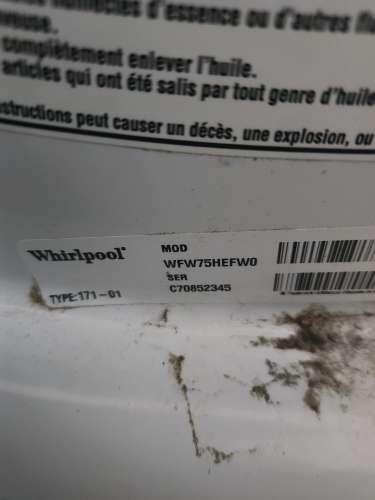 d'essence ou d'autres
complètement enlever l'huile.
articles qui ont été salis par tout genre d'huile
instructions peut causer un décès, une explosion, ou
Whirlpool
MOD
WFW75HEFW0
SER
C70852345
TYPE:171-01